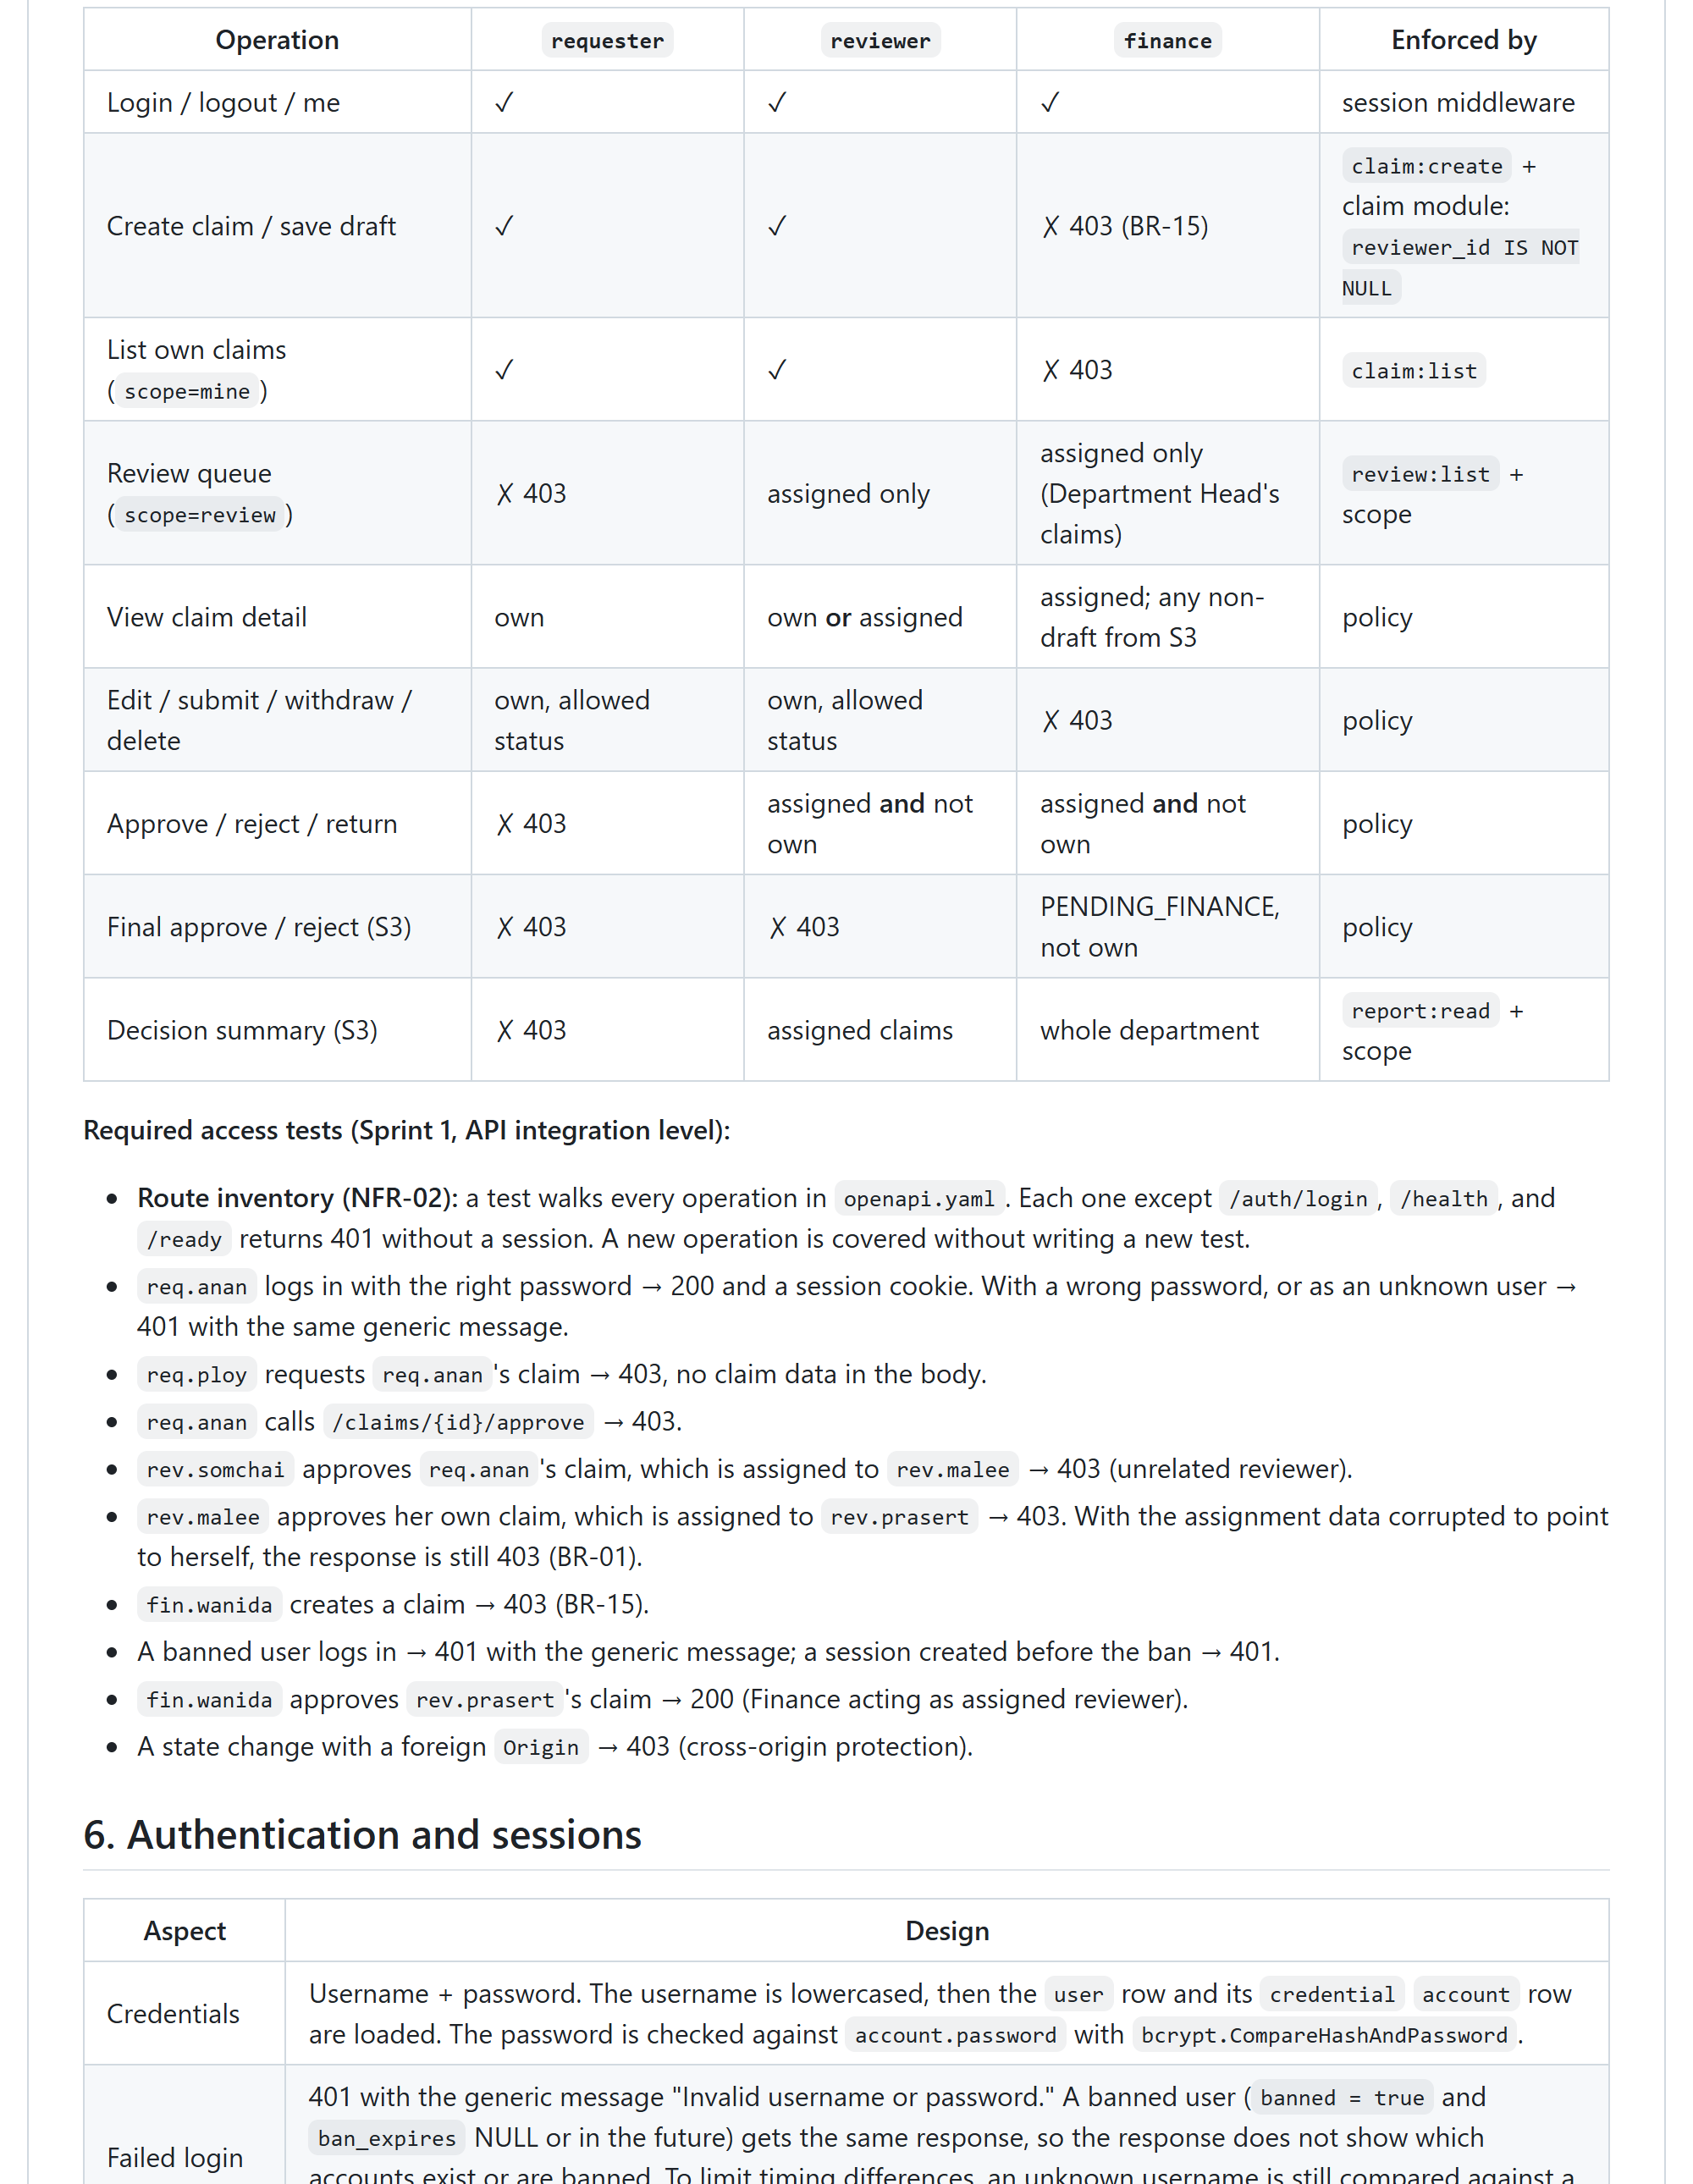 Operation requester reviewer finance Enforced by
Login / logout / me ✓ ✓ ✓ session middleware
Create claim / save draft ✓ ✓ ✗ 403 (BR-15) claim:create +
claim module:
reviewer_id IS NOT
NULL
List own claims
(scope=mine) ✓ ✓ ✗ 403 claim:list
Review queue
(scope=review) ✗ 403 assigned only assigned only
(Department Head's
claims) review:list +
scope
View claim detail own own or assigned assigned; any non-
draft from S3 policy
Edit / submit / withdraw /
delete own, allowed
status own, allowed
status ✗ 403 policy
Approve / reject / return ✗ 403 assigned and not
own assigned and not
own policy
Final approve / reject (S3) ✗ 403 ✗ 403 PENDING_FINANCE,
not own policy
Decision summary (S3) ✗ 403 assigned claims whole department report:read +
scope
Required access tests (Sprint 1, API integration level):
• Route inventory (NFR-02): a test walks every operation in openapi.yaml. Each one except /auth/login, /health, and
/ready returns 401 without a session. A new operation is covered without writing a new test.
• req.anan logs in with the right password → 200 and a session cookie. With a wrong password, or as an unknown user →
401 with the same generic message.
• req.ploy requests req.anan's claim → 403, no claim data in the body.
• req.anan calls /claims/{id}/approve → 403.
• rev.somchai approves req.anan's claim, which is assigned to rev.malee → 403 (unrelated reviewer).
• rev.malee approves her own claim, which is assigned to rev.prasert → 403. With the assignment data corrupted to point
to herself, the response is still 403 (BR-01).
• fin.wanida creates a claim → 403 (BR-15).
• A banned user logs in → 401 with the generic message; a session created before the ban → 401.
• fin.wanida approves rev.prasert's claim → 200 (Finance acting as assigned reviewer).
• A state change with a foreign Origin → 403 (cross-origin protection).
6. Authentication and sessions
Aspect Design
Credentials Username + password. The username is lowercased, then the user row and its credential account row
are loaded. The password is checked against account.password with bcrypt.CompareHashAndPassword.
Failed login 401 with the generic message "Invalid username or password." A banned user (banned = true and
ban_expires NULL or in the future) gets the same response, so the response does not show which
accounts exist or are banned. To limit timing differences, an unknown username is still compared against a